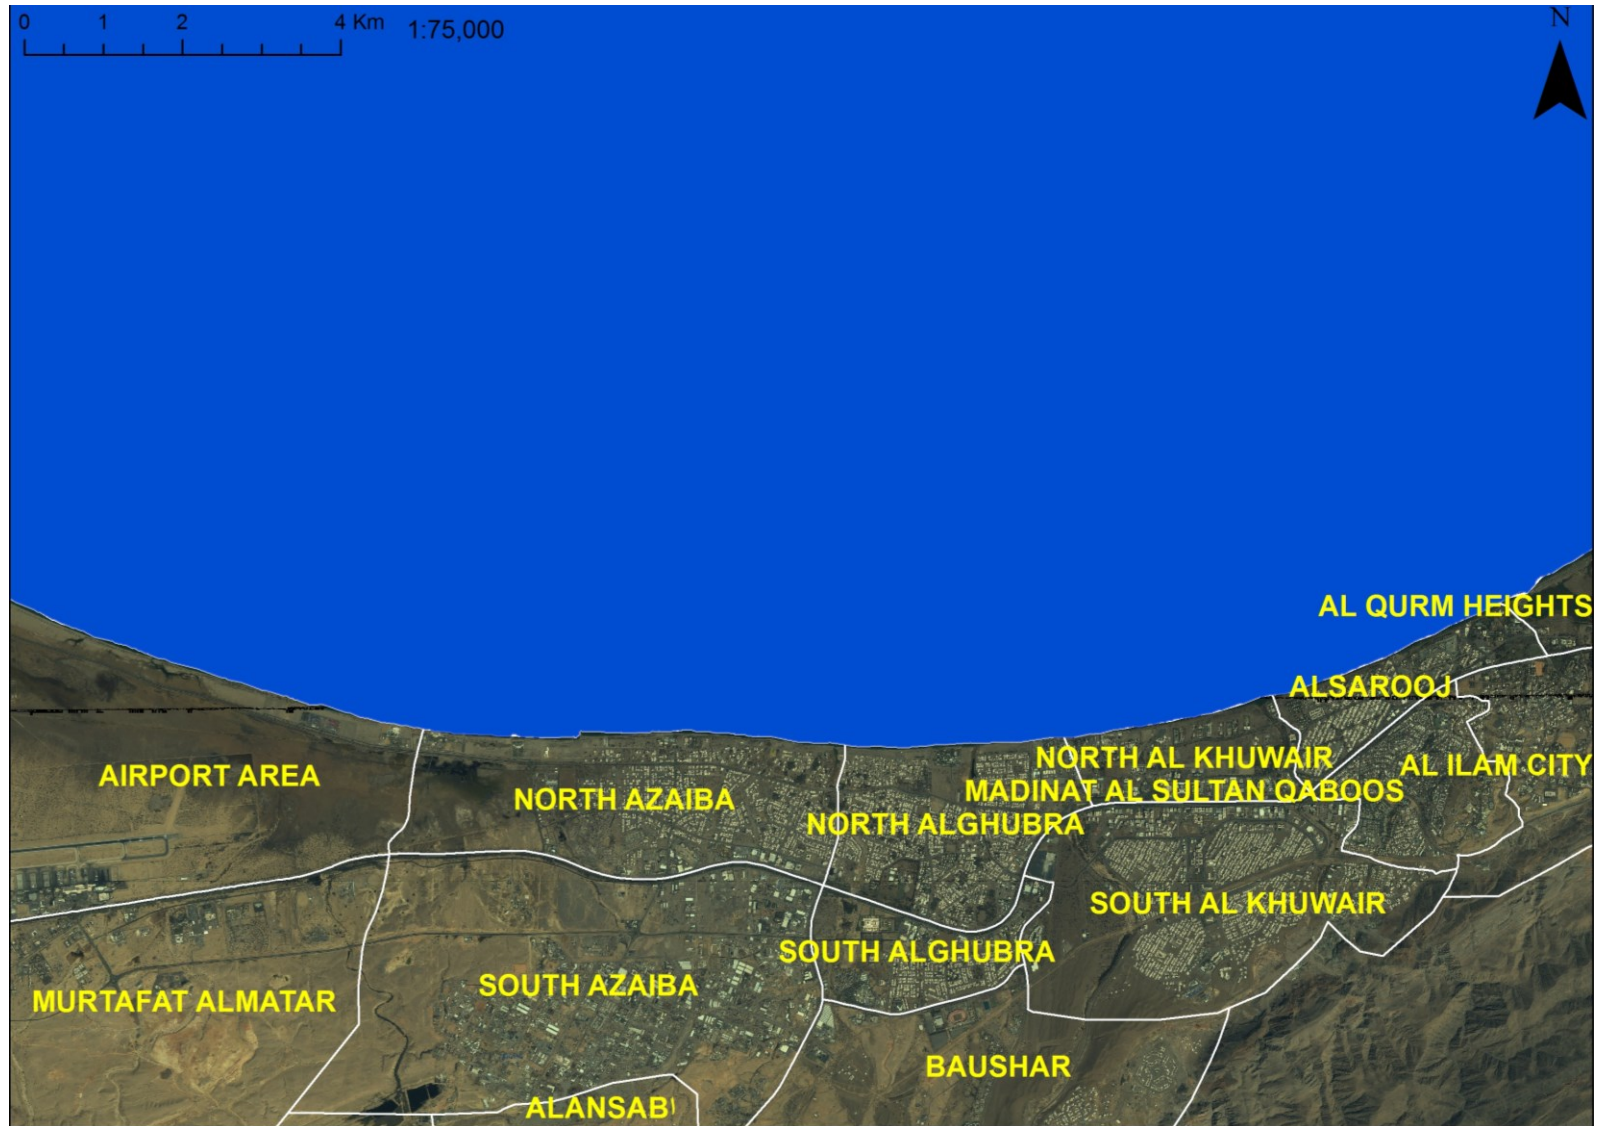 0 1 2 4 Km 1:75,000
N
AL QURM HEIGHTS
ALSAROOJ
NORTH AL KHUWAIR
AL ILAM CITY
AIRPORT AREA
MADINAT AL SULTAN QABOOS
NORTH AZAIBA
NORTH ALGHUBRA
SOUTH AL KHUWAIR
SOUTH ALGHUBRA
SOUTH AZAIBA
MURTAFAT ALMATAR
BAUSHAR
ALANSAB